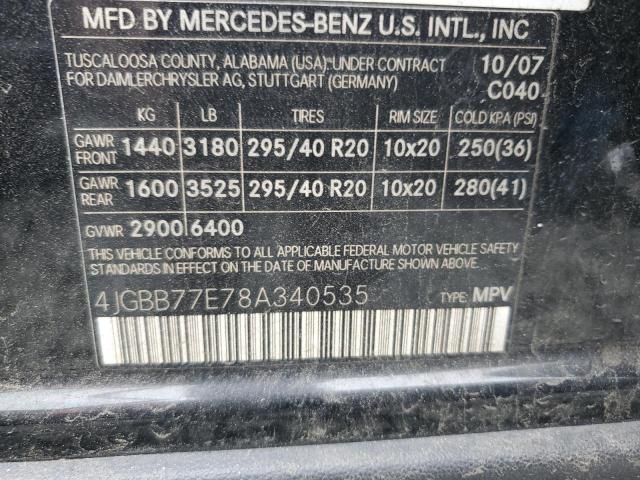 MFD BY MERCEDES-BENZ U.S. INTL., INC
TUSCALOOSA COUNTY, ALABAMA (USA) UNDER CONTRACT 10/07
FOR DAIMLERCHRYSLER AG, STUTTGART (GERMANY) C040
KG LB TIRES RIM SIZE COLD KPA (PSI)
GAWR FRONT 1440 3180 295/40 R20 10x20 250(36)
GAWR REAR 1600 3525 295/40 R20 10x20 280(41)
GVWR 2900 6400
THIS VEHICLE CONFORMS TO ALL APPLICABLE FEDERAL MOTOR VEHICLE SAFETY
STANDARDS IN EFFECT ON THE DATE OF MANUFACTURE SHOWN ABOVE.
4JGBB77E78A340535 TYPE: MPV